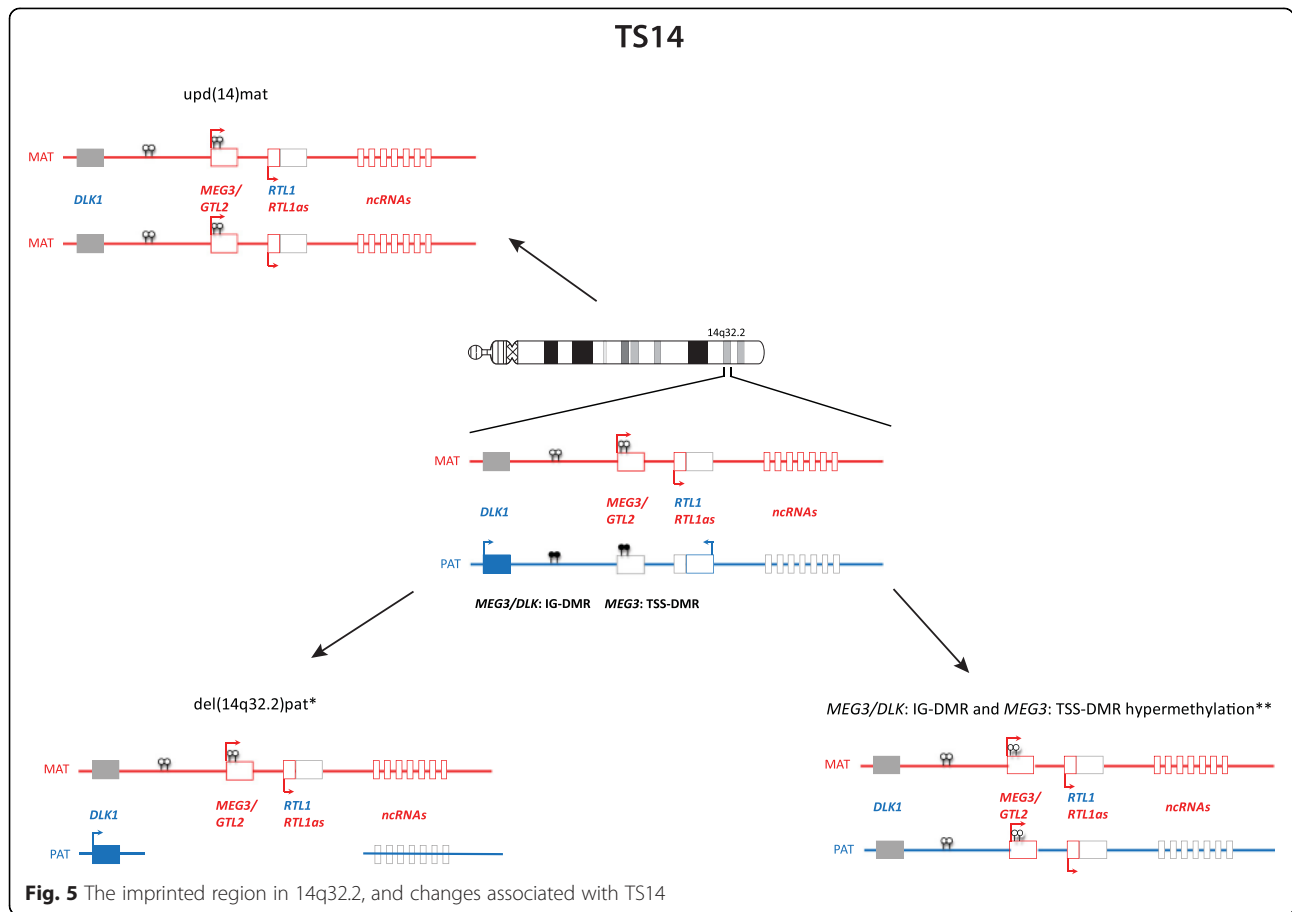 TS14
upd(14)mat
MAT
DLK1
MEG3/
GTL2
RTL1
RTL1as
ncRNAs
MAT
14q32.2
MAT
DLK1
MEG3/
GTL2
RTL1
RTL1as
ncRNAs
PAT
MEG3/DLK: IG-DMR MEG3: TSS-DMR
del(14q32.2)pat*
MAT
DLK1
MEG3/
GTL2
RTL1
RTL1as
ncRNAs
PAT
MEG3/DLK: IG-DMR and MEG3: TSS-DMR hypermethylation**
MAT
DLK1
MEG3/
GTL2
RTL1
RTL1as
ncRNAs
PAT
Fig. 5 The imprinted region in 14q32.2, and changes associated with TS14